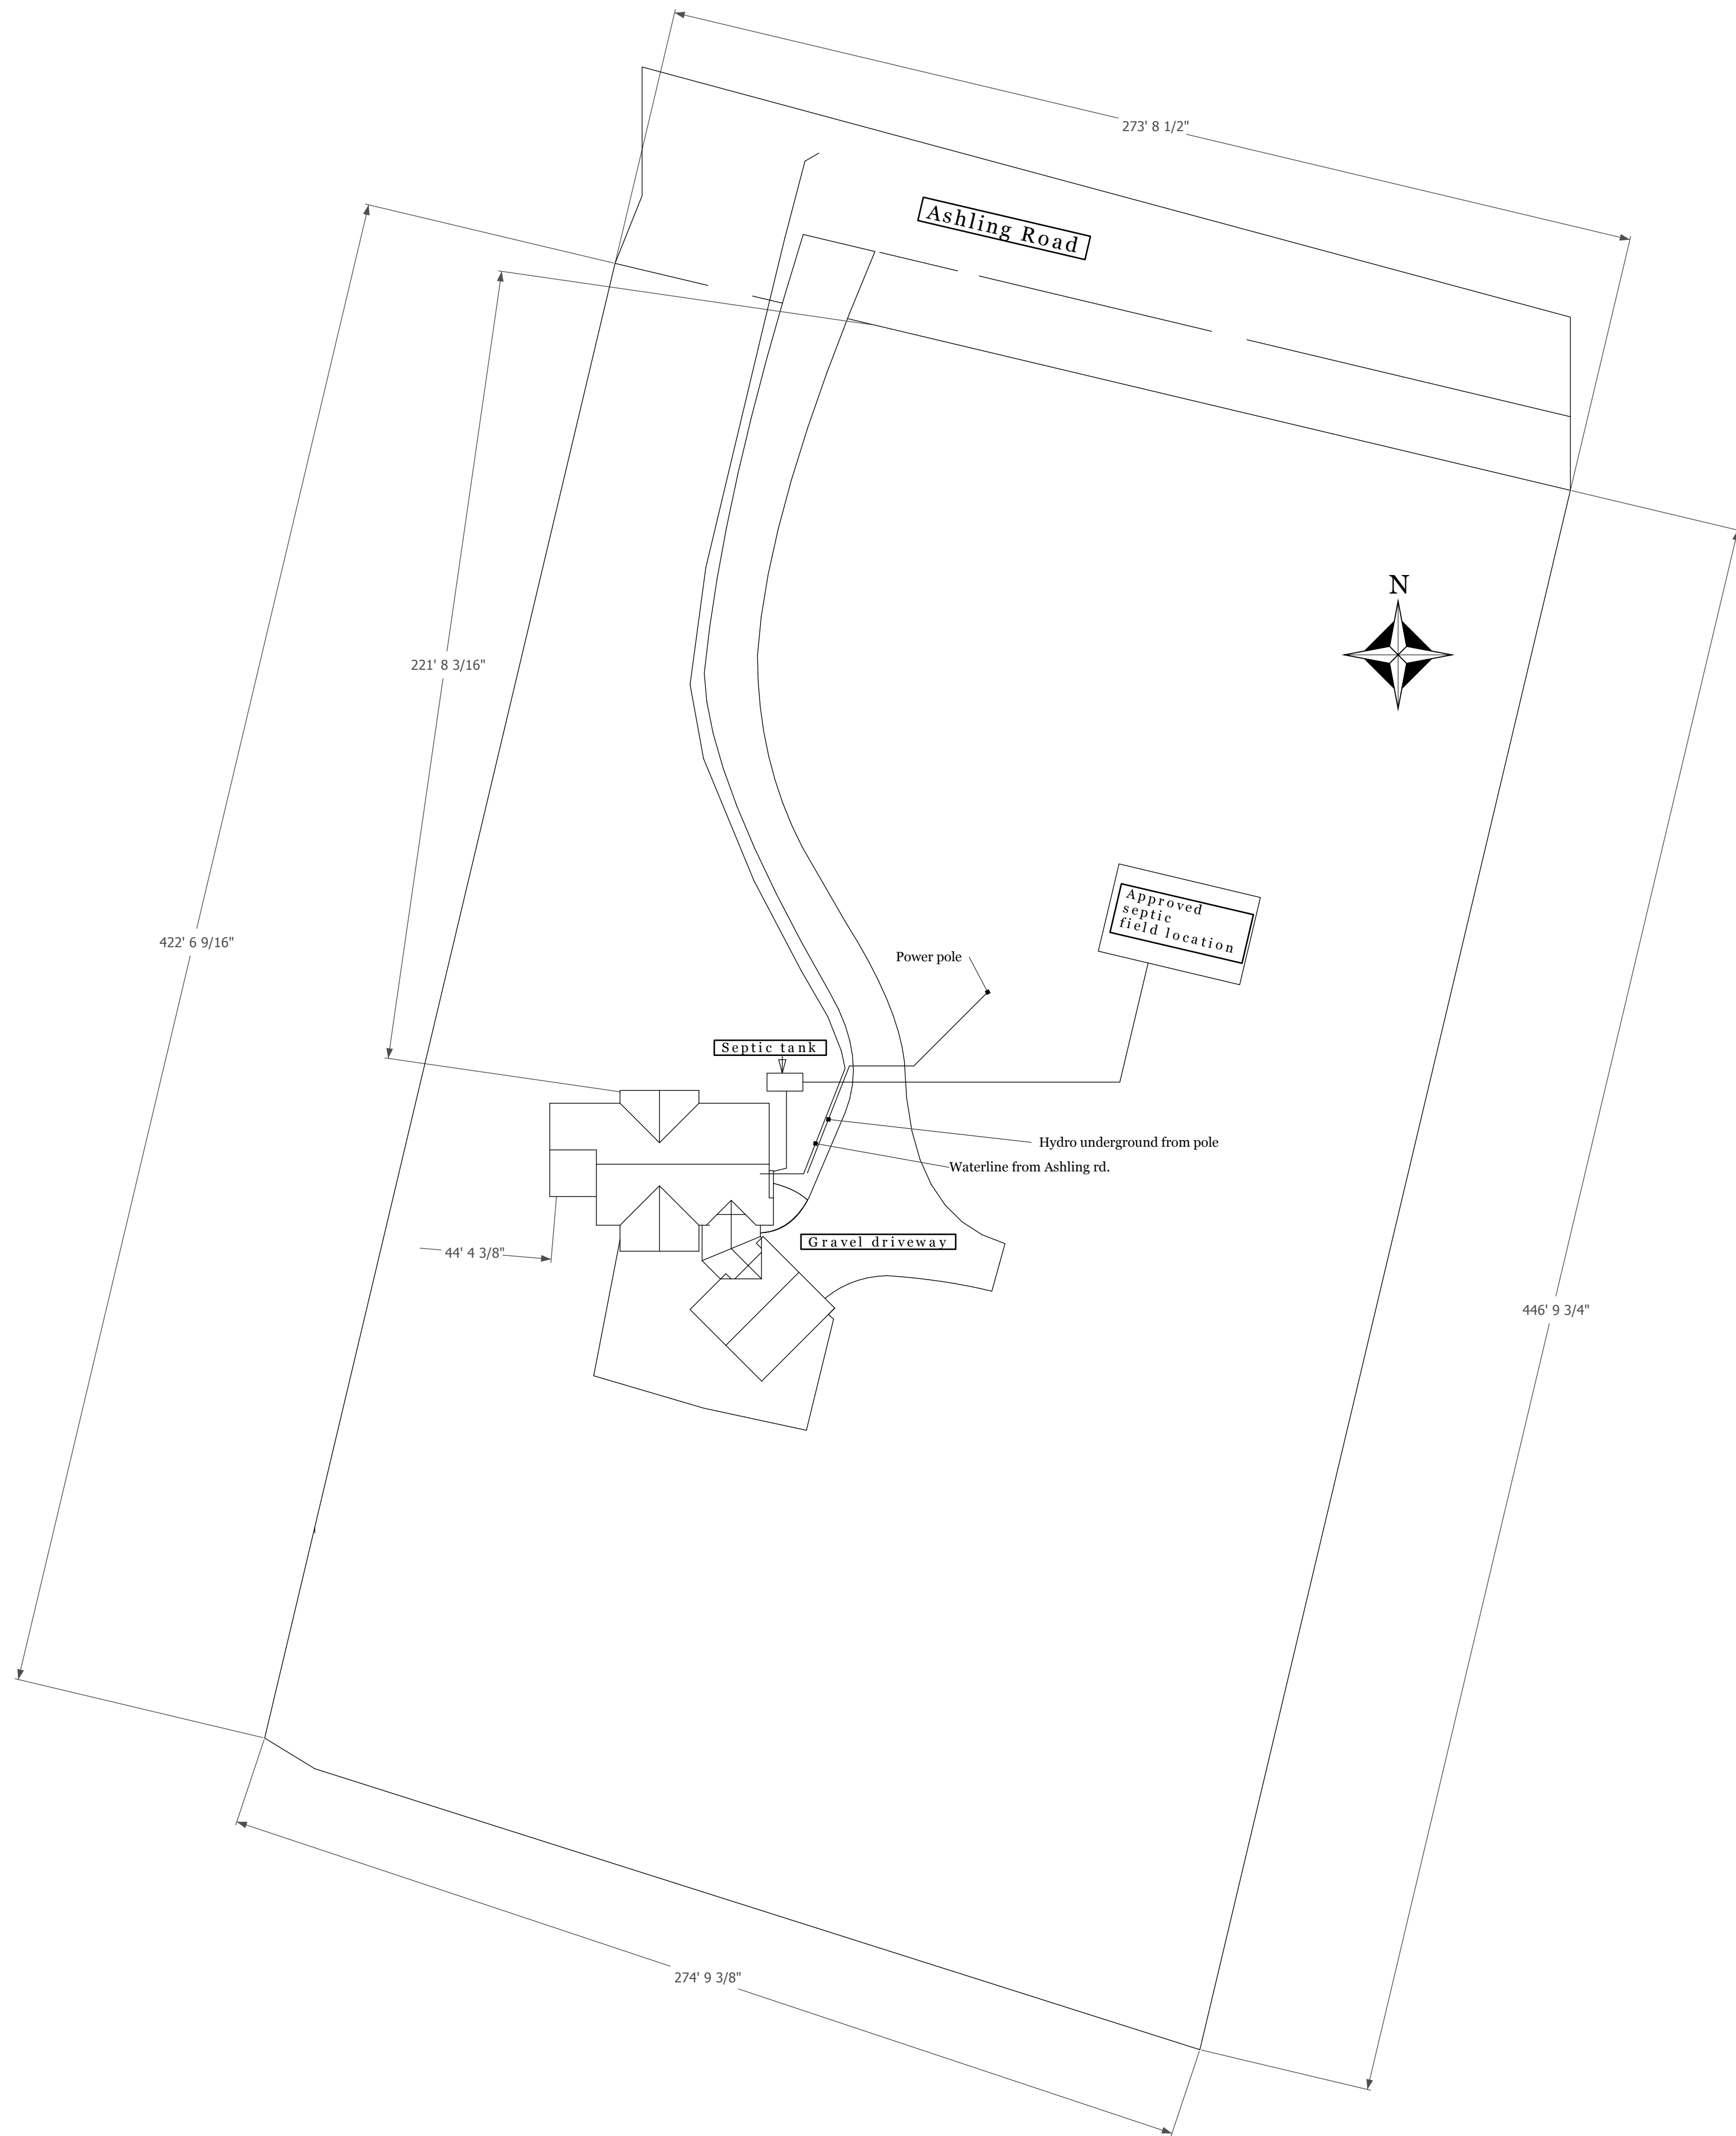 273' 8 1/2"
Ashling Road
N
221' 8 3/16"
422' 6 9/16"
Approved
septic
field location
Power pole
Septic tank
Hydro underground from pole
Waterline from Ashling rd.
Gravel driveway
44' 4 3/8"
446' 9 3/4"
274' 9 3/8"